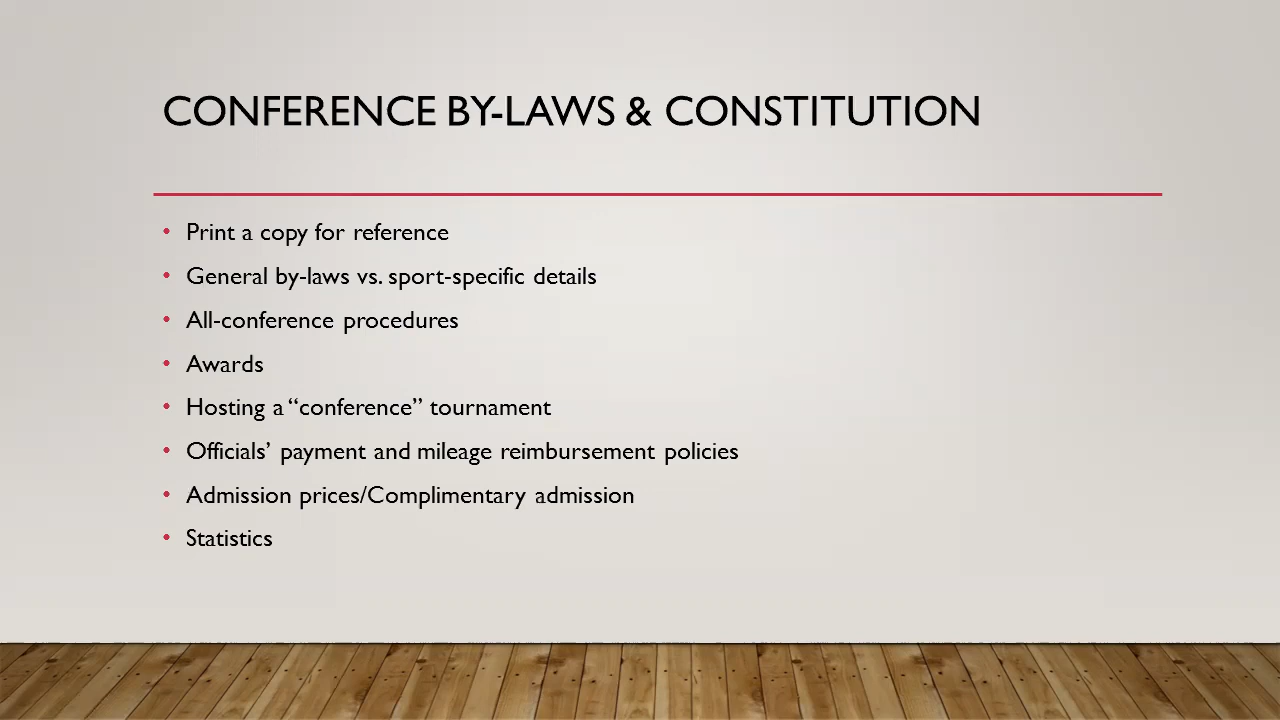 CONFERENCE BY-LAWS & CONSTITUTION
• Print a copy for reference
• General by-laws vs. sport-specific details
• All-conference procedures
• Awards
• Hosting a “conference” tournament
• Officials’ payment and mileage reimbursement policies
• Admission prices/Complimentary admission
• Statistics